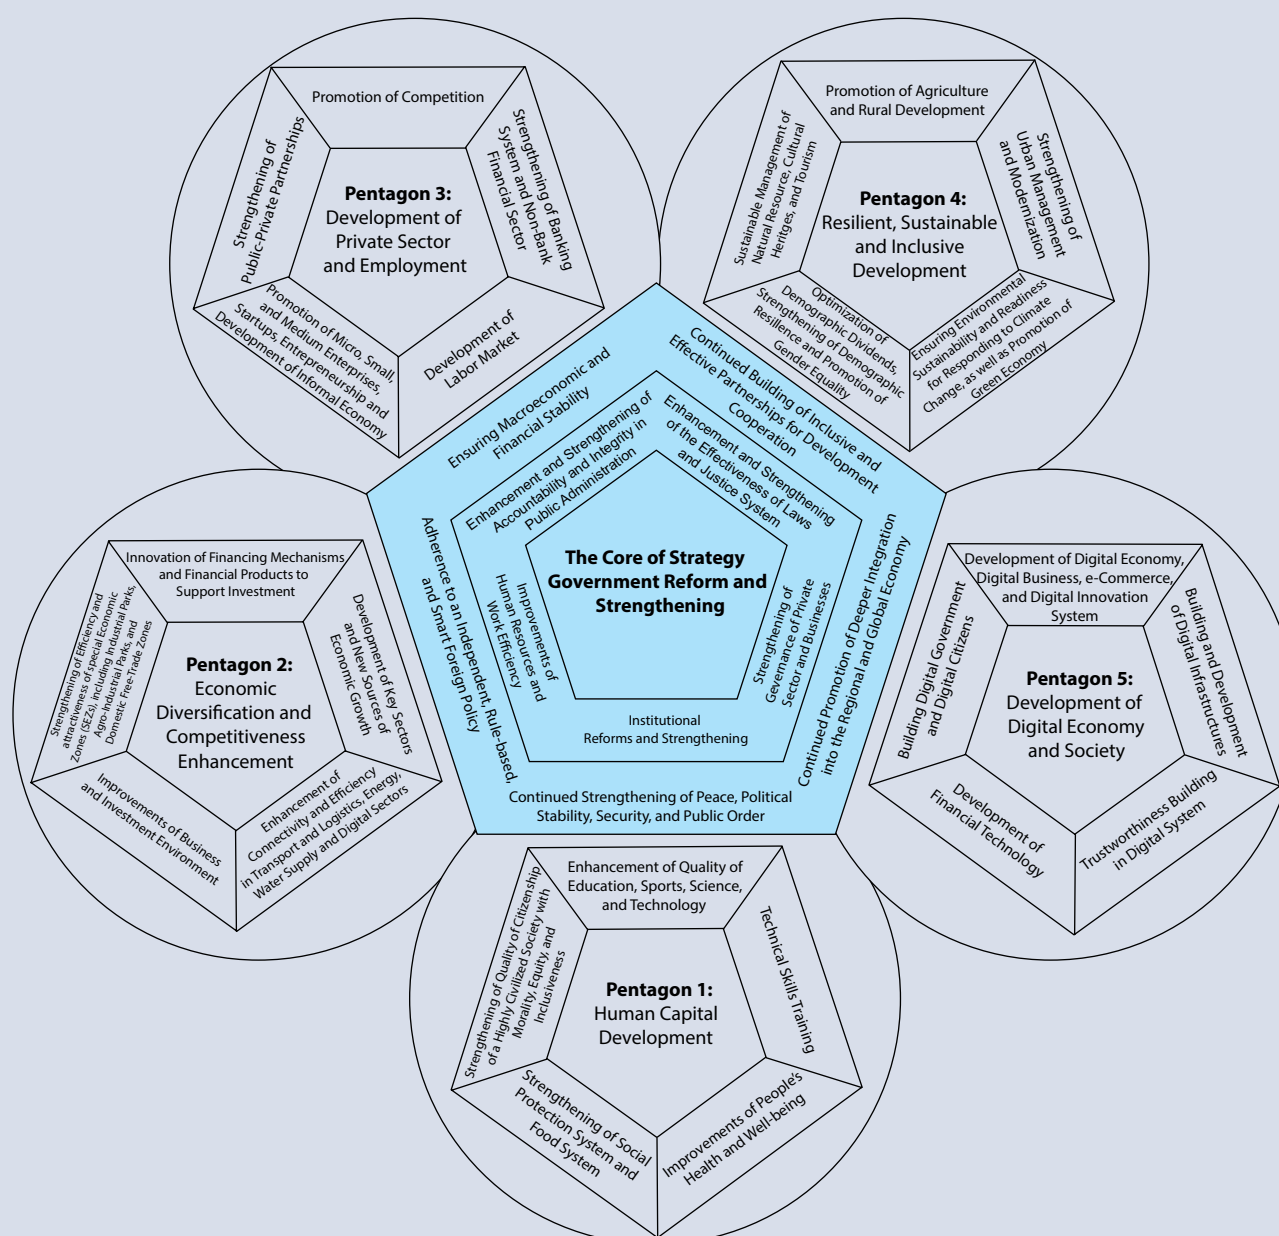 Promotion of Competition
Strengthening of
Public-Private Partnerships
Strengthening of Banking
System and Non-Bank
Financial Sector
Pentagon 3:
Development of
Private Sector
and Employment
Promotion of Micro, Small,
and Medium Enterprises,
Startups, Entrepreneurship and
Development of Informal Economy
Development of
Labor Market
Promotion of Agriculture
and Rural Development
Sustainable Management of
Natural Resource, Cultural
Heritges, and Tourism
Strengthening of
Urban Management
and Modernization
Pentagon 4:
Resilient, Sustainable
and Inclusive
Development
Optimization of
Demographic Dividends,
Strengthening of Demographic
Resilience and Promotion of
Gender Equality
Ensuring Environmental
Sustainability and Readiness
for Responding to Climate
Change, as well as Promotion of
Green Economy
Ensuring Macroeconomic and
Financial Stability
Continued Building of Inclusive and
Effective Partnerships for Development
Cooperation
Enhancement and Strengthening of
Accountability and Integrity in
Public Administration
Enhancement and Strengthening
of the Effectiveness of Laws
and Justice System
The Core of Strategy
Government Reform and
Strengthening
Adherence to an Independent, Rule-based,
and Smart Foreign Policy
Improvements of
Human Resources and
Work Efficiency
Strengthening of
Governance of Private
Sector and Businesses
Continued Promotion of Deeper Integration
into the Regional and Global Economy
Institutional
Reforms and Strengthening
Continued Strengthening of Peace, Political
Stability, Security, and Public Order
Innovation of Financing Mechanisms
and Financial Products to
Support Investment
Strengthening of Efficiency and
attractiveness of special Economic
Zones (SEZs), including Industrial Parks,
Agro-Industrial Parks, and
Domestic Free-Trade Zones
Development of Key Sectors
and New Sources of
Economic Growth
Pentagon 2:
Economic
Diversification and
Competitiveness
Enhancement
Improvements of Business
and Investment Environment
Enhancement of
Connectivity and Efficiency
in Transport and Logistics, Energy,
Water Supply and Digital Sectors
Development of Digital Economy,
Digital Business, e-Commerce,
and Digital Innovation
System
Building Digital Government
and Digital Citizens
Building and Development
of Digital Infrastructures
Pentagon 5:
Development of
Digital Economy
and Society
Development of
Financial Technology
Trustworthiness Building
in Digital System
Enhancement of Quality of
Education, Sports, Science,
and Technology
Strengthening of Quality of Citizenship
of a Highly Civilized Society with
Morality, Equity, and
Inclusiveness
Technical Skills Training
Pentagon 1:
Human Capital
Development
Strengthening of Social
Protection System and
Food System
Improvements of People's
Health and Well-being